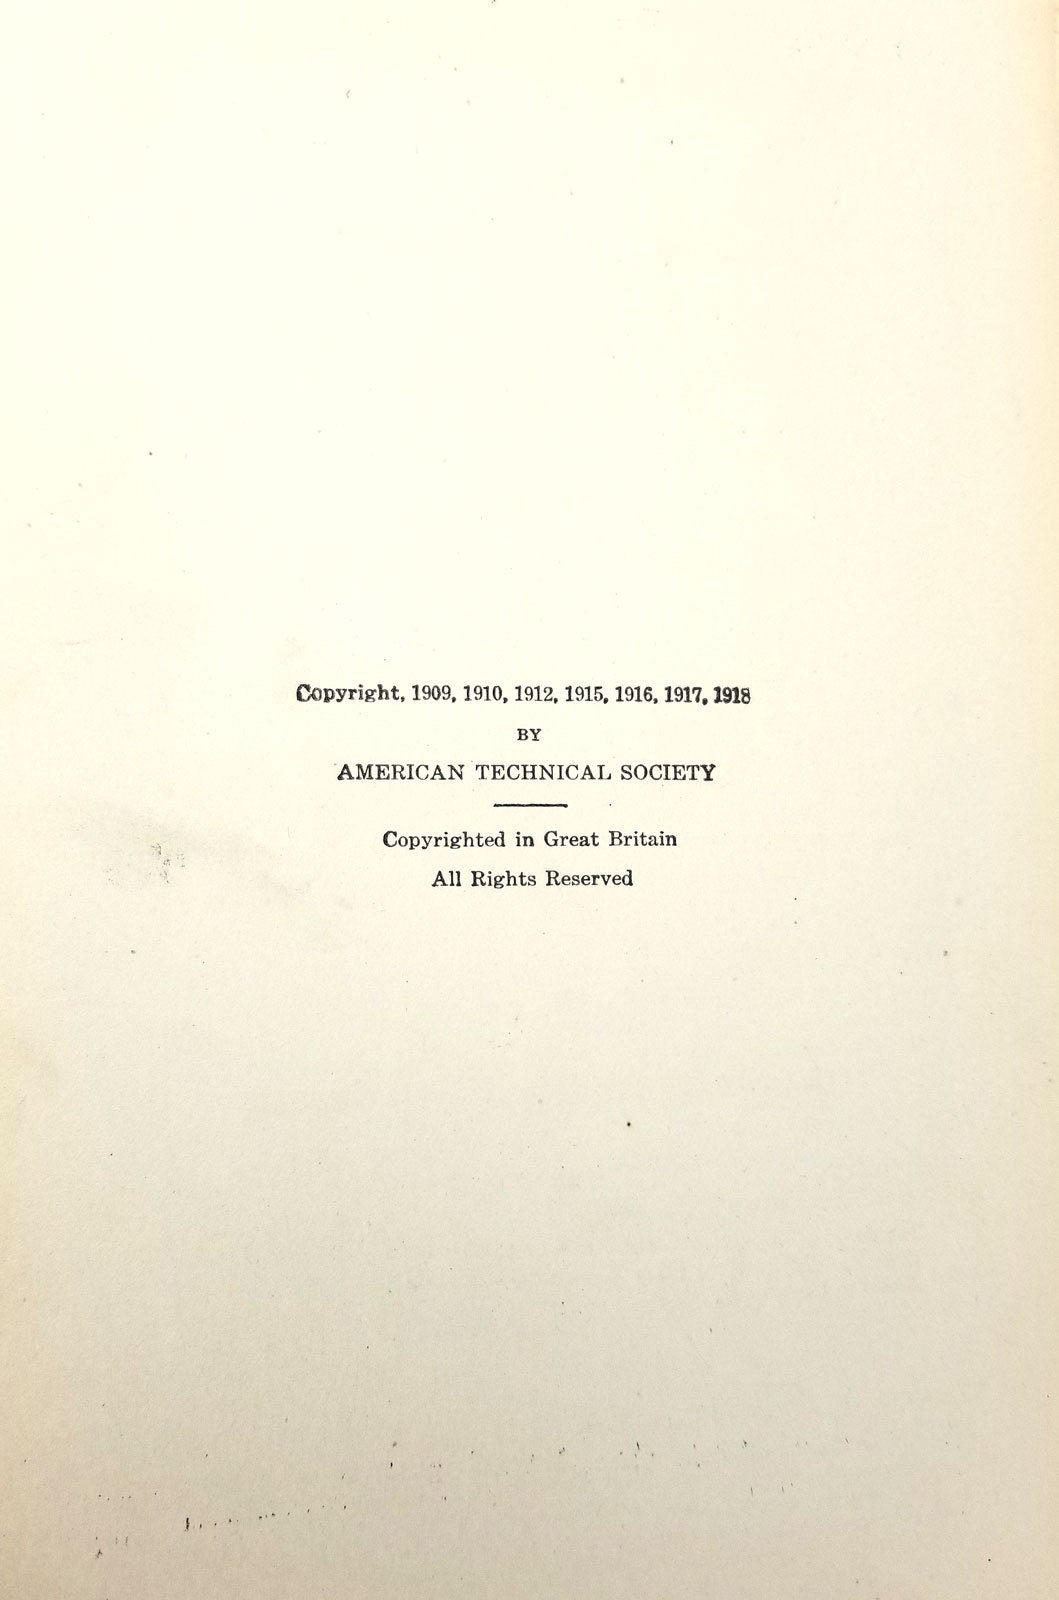 Copyright, 1909, 1910, 1912, 1915, 1916, 1917, 1918
BY
AMERICAN TECHNICAL SOCIETY
Copyrighted in Great Britain
All Rights Reserved